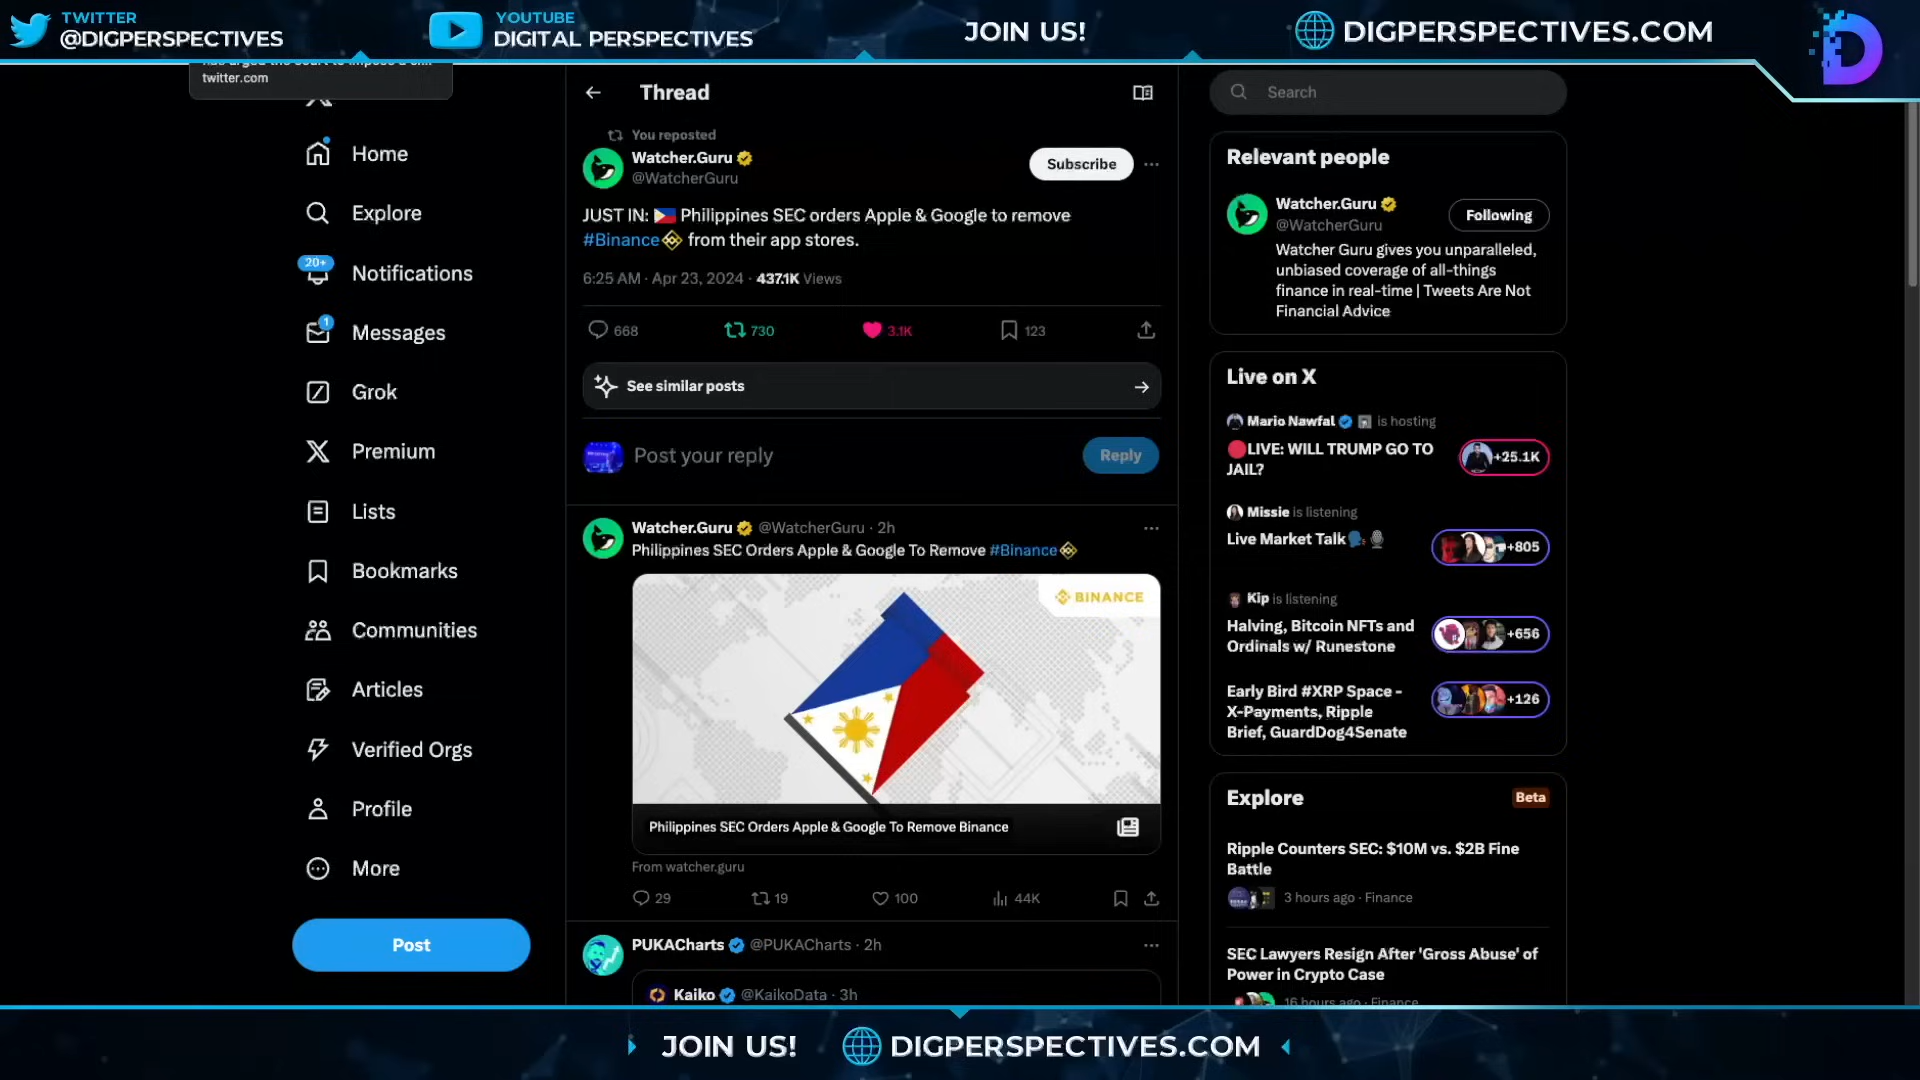 TWITTER
@DIGPERSPECTIVES
YOUTUBE
DIGITAL PERSPECTIVES
JOIN US!
DIGPERSPECTIVES.COM
twitter.com
Home
Explore
20+
Notifications
1
Messages
Grok
Premium
Lists
Bookmarks
Communities
Articles
Verified Orgs
Profile
More
Post
Thread
You reposted
Watcher.Guru
@WatcherGuru
Subscribe
JUST IN: 🇵🇭 Philippines SEC orders Apple & Google to remove
#Binance from their app stores.
6:25 AM · Apr 23, 2024 · 437.1K Views
668 730 3.1K 123
See similar posts
Post your reply
Reply
Watcher.Guru @WatcherGuru · 2h
Philippines SEC Orders Apple & Google To Remove #Binance
BINANCE
Philippines SEC Orders Apple & Google To Remove Binance
From watcher.guru
29 19 100 44K
PUKACharts @PUKACharts · 2h
Kaiko @KaikoData · 3h
Search
Relevant people
Watcher.Guru
@WatcherGuru
Following
Watcher Guru gives you unparalleled,
unbiased coverage of all-things
finance in real-time | Tweets Are Not
Financial Advice
Live on X
Mario Nawfal is hosting
🔴LIVE: WILL TRUMP GO TO
JAIL?
+25.1K
Missie is listening
Live Market Talk
+805
Kip is listening
Halving, Bitcoin NFTs and
Ordinals w/ Runestone
+656
Early Bird #XRP Space -
X-Payments, Ripple
Brief, GuardDog4Senate
+126
Explore
Beta
Ripple Counters SEC: $10M vs. $2B Fine
Battle
3 hours ago · Finance
SEC Lawyers Resign After 'Gross Abuse' of
Power in Crypto Case
16 hours ago · Finance
JOIN US!
DIGPERSPECTIVES.COM